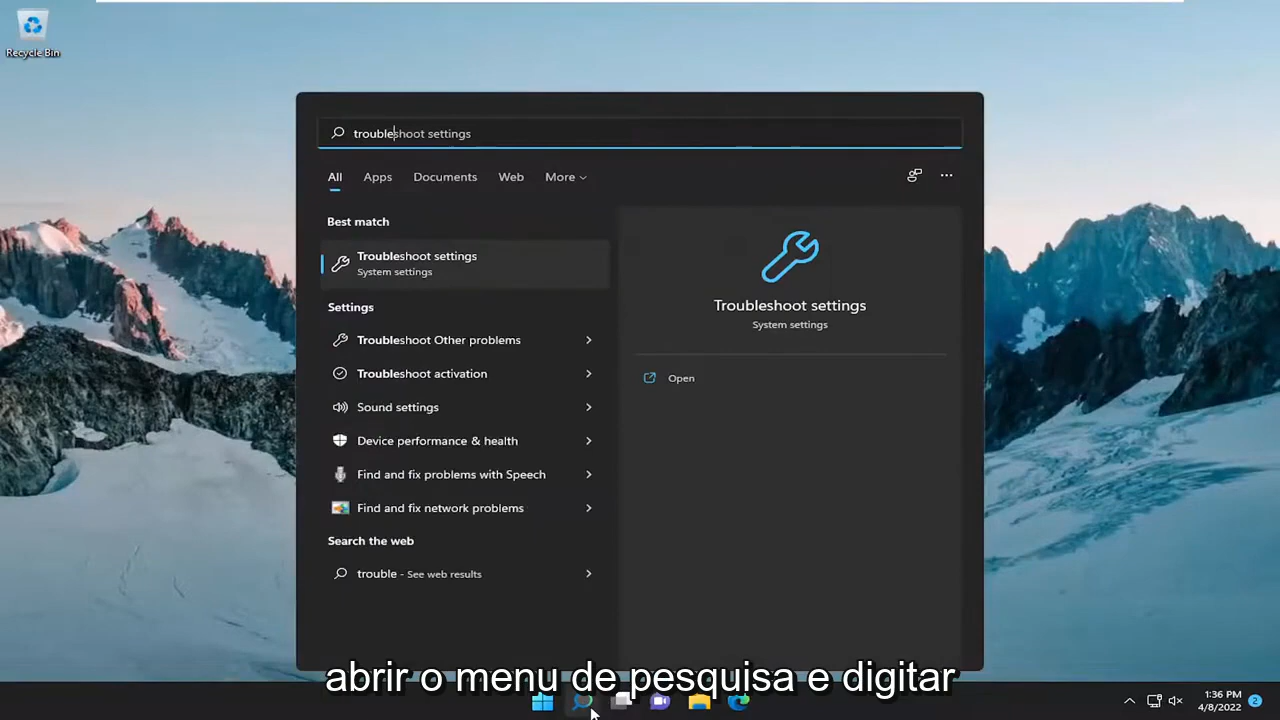 Recycle Bin
troubleshoot settings
All Apps Documents Web More
Best match
Troubleshoot settings
System settings
Settings
Troubleshoot Other problems
Troubleshoot activation
Sound settings
Device performance & health
Find and fix problems with Speech
Find and fix network problems
Search the web
trouble - See web results
Troubleshoot settings
System settings
Open
abrir o menu de pesquisa e digitar
1:36 PM
4/8/2022
2